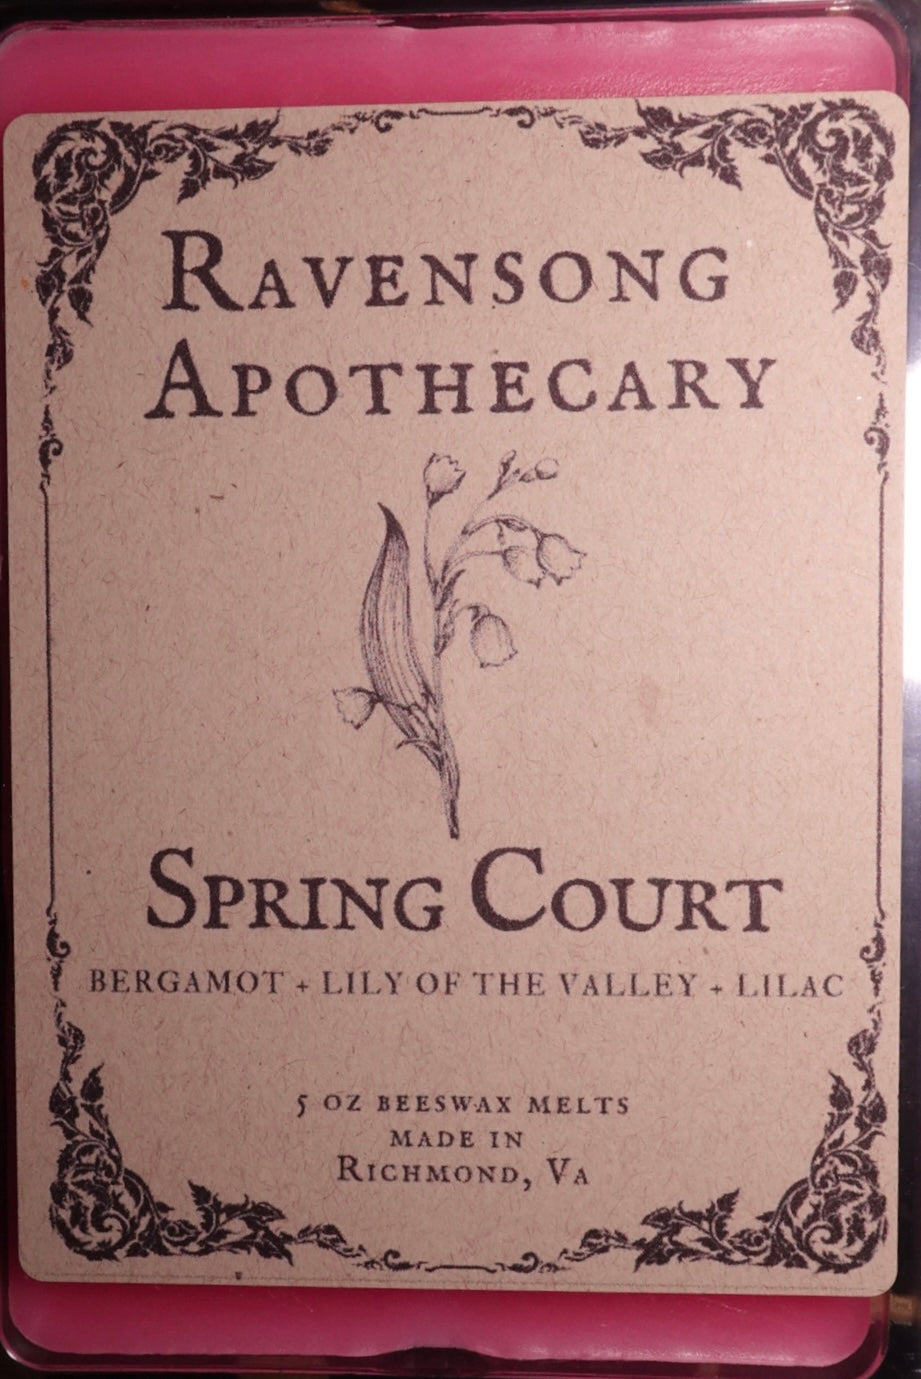 Ravensong
Apothecary
Spring Court
BERGAMOT + LILY OF THE VALLEY + LILAC
5 oz beeswax melts
made in
Richmond, Va